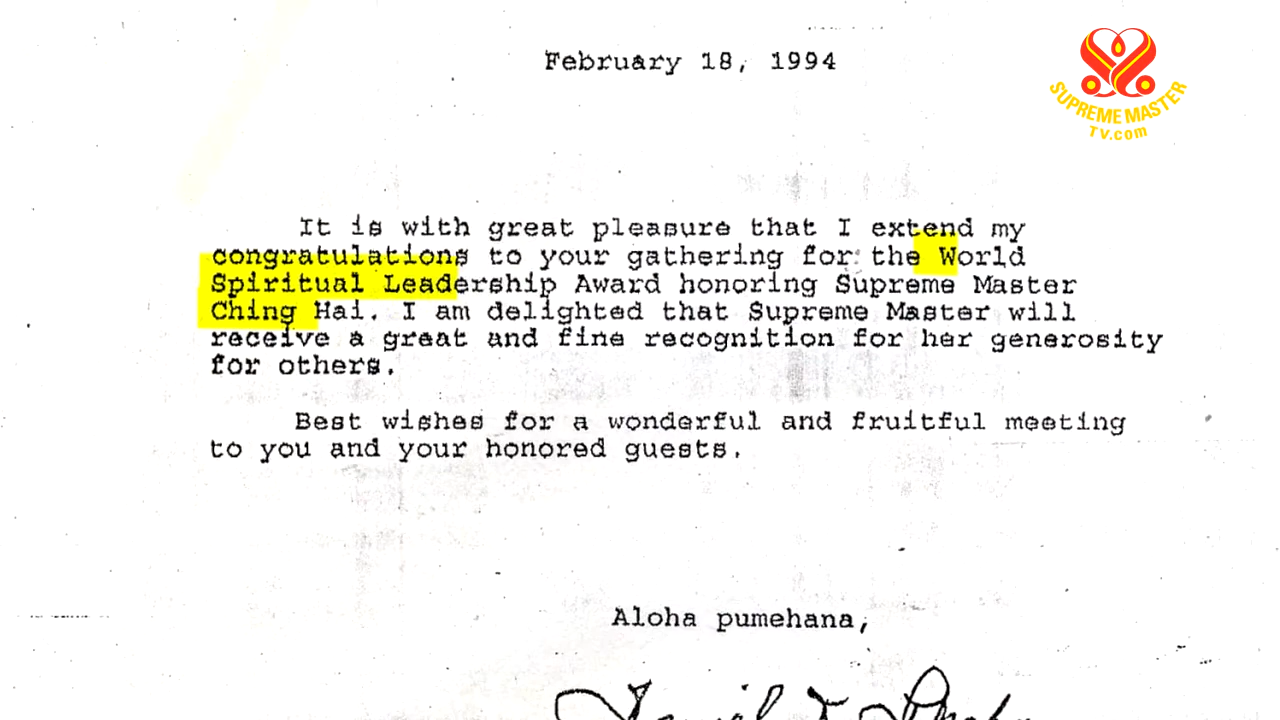 February 18, 1994
SUPREME MASTER
TV.com
It is with great pleasure that I extend my
congratulations to your gathering for the World
Spiritual Leadership Award honoring Supreme Master
Ching Hai. I am delighted that Supreme Master will
receive a great and fine recognition for her generosity
for others.
Best wishes for a wonderful and fruitful meeting
to you and your honored guests.
Aloha pumehana,